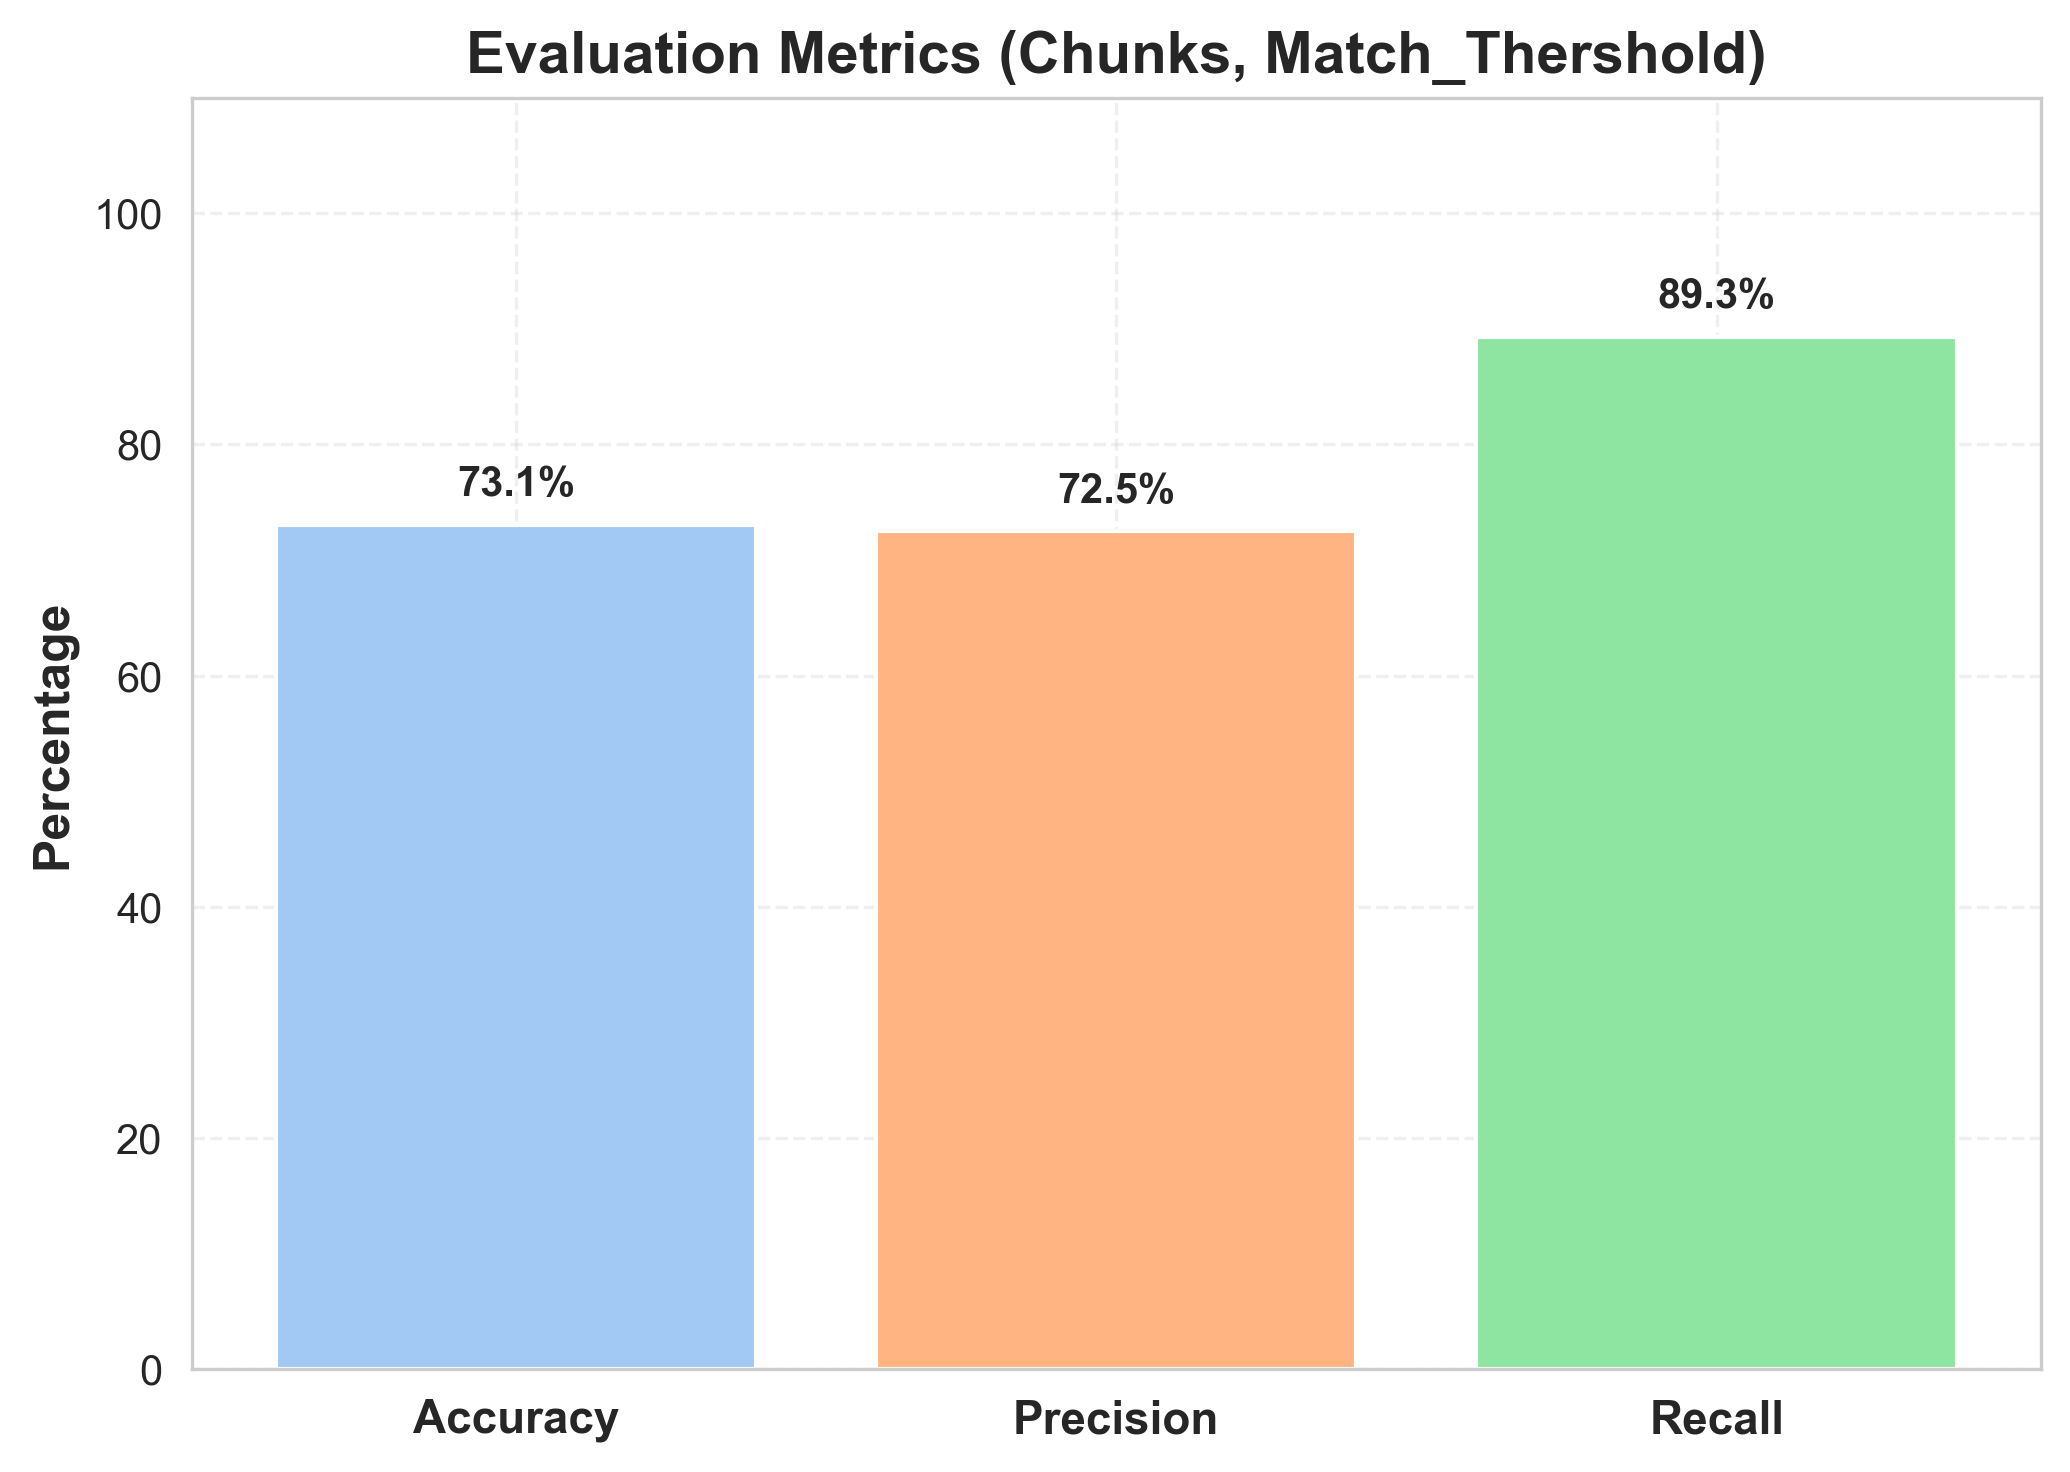 Evaluation Metrics (Chunks, Match_Thershold)
100
80
60
40
20
0
Percentage
73.1%
72.5%
89.3%
Accuracy
Precision
Recall